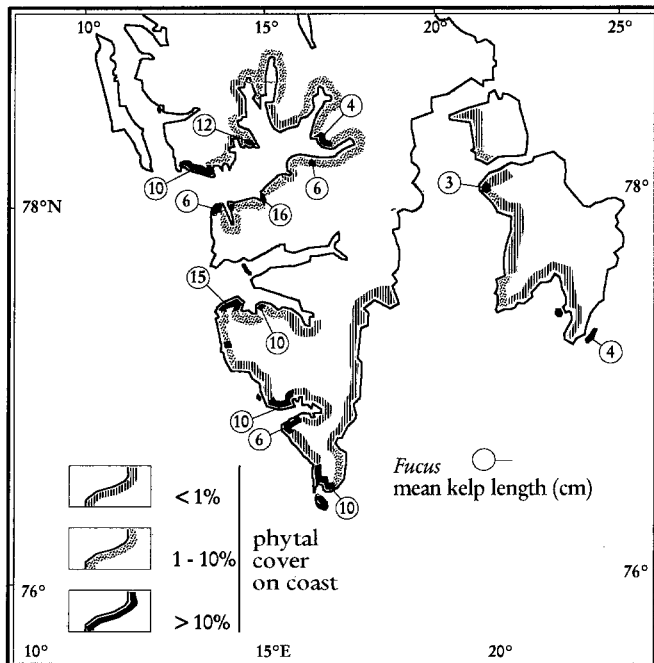 10° 15° 20° 25°
12
4
10
6
3
78°
78°N
6
16
15
10
4
10
6
10
Fucus
mean kelp length (cm)
< 1%
1 - 10%
> 10%
phytal
cover
on coast
76°
76°
10° 15°E 20°